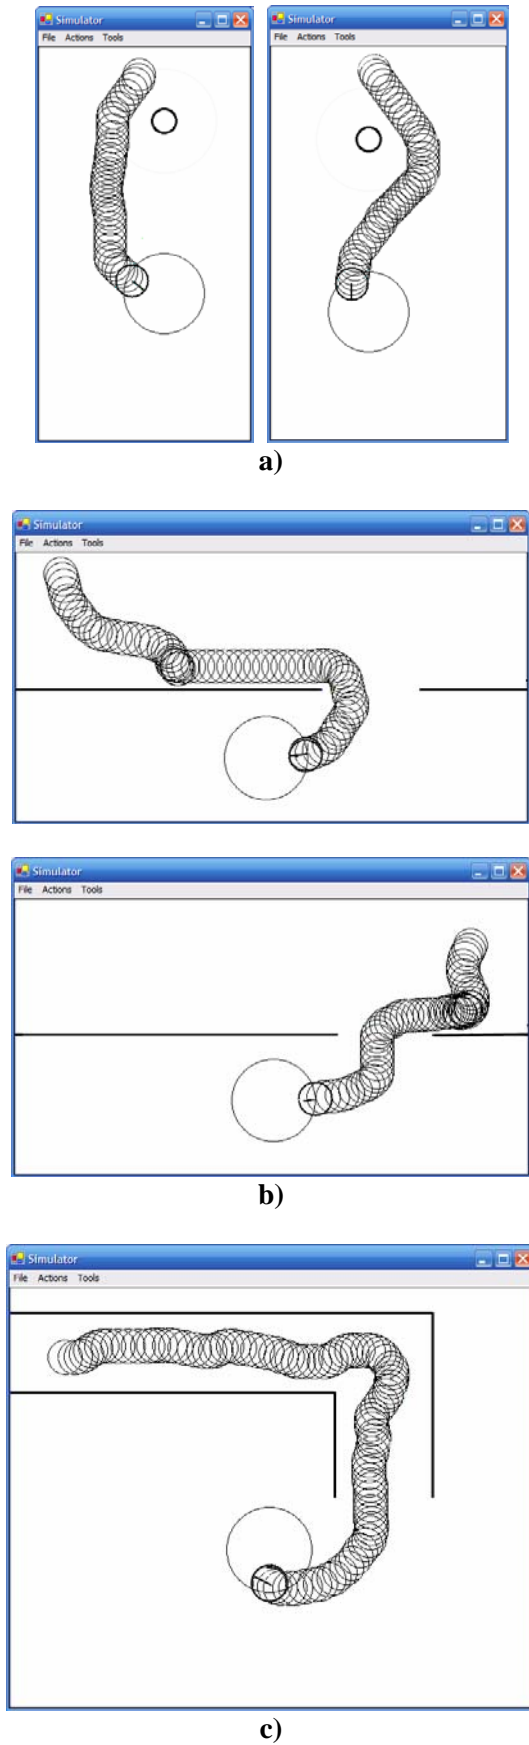 Simulator
File Actions Tools
Simulator
File Actions Tools
a)
Simulator
File Actions Tools
Simulator
File Actions Tools
b)
Simulator
File Actions Tools
c)